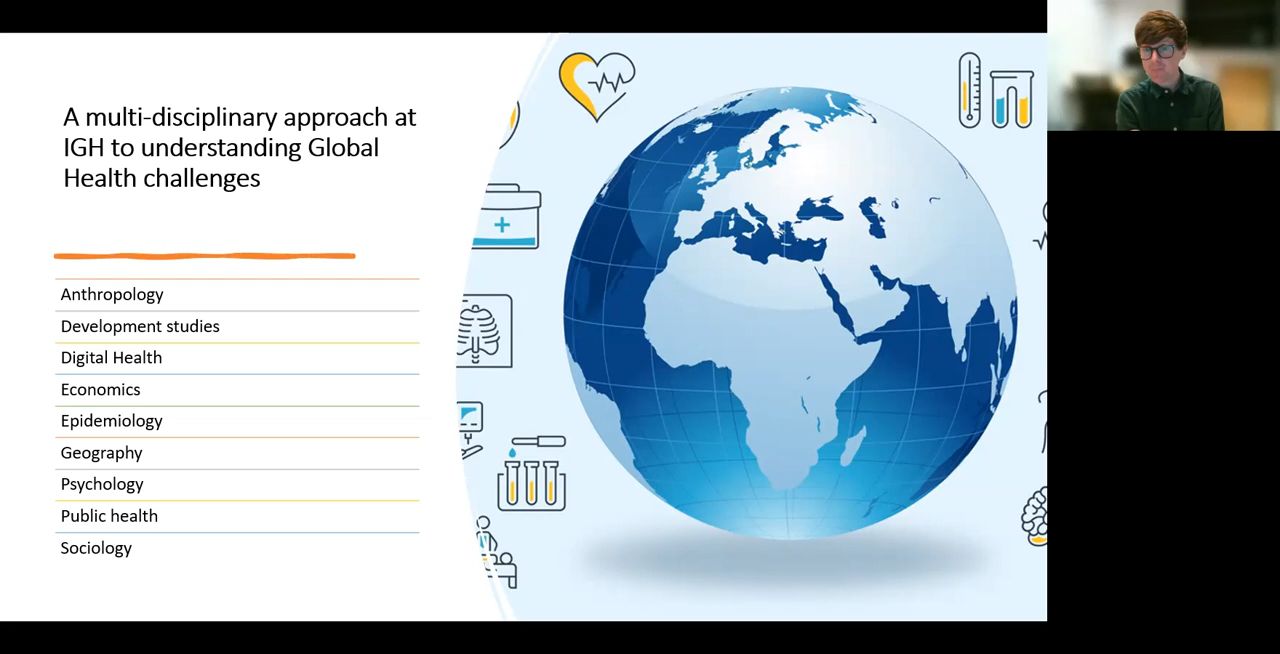 A multi-disciplinary approach at
IGH to understanding Global
Health challenges
Anthropology
Development studies
Digital Health
Economics
Epidemiology
Geography
Psychology
Public health
Sociology